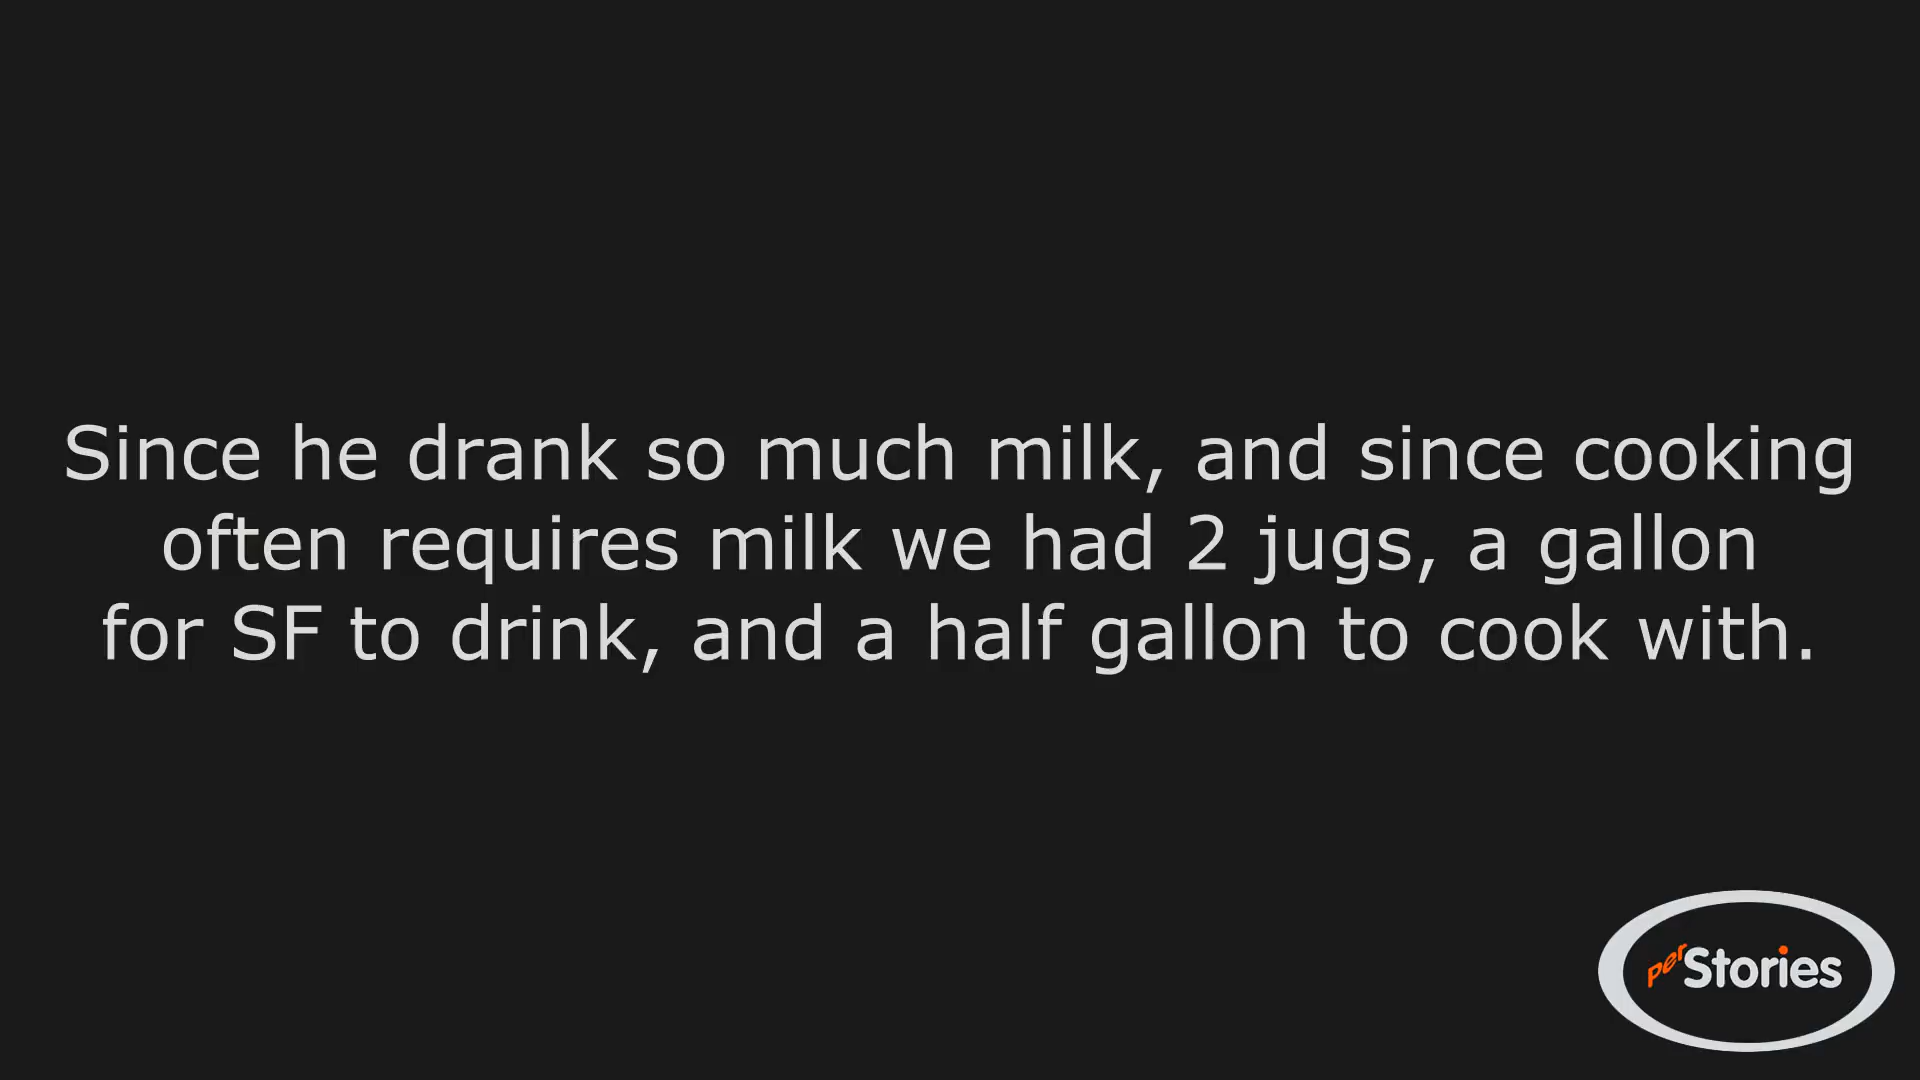 Since he drank so much milk, and since cooking
often requires milk we had 2 jugs, a gallon
for SF to drink, and a half gallon to cook with.
perStories